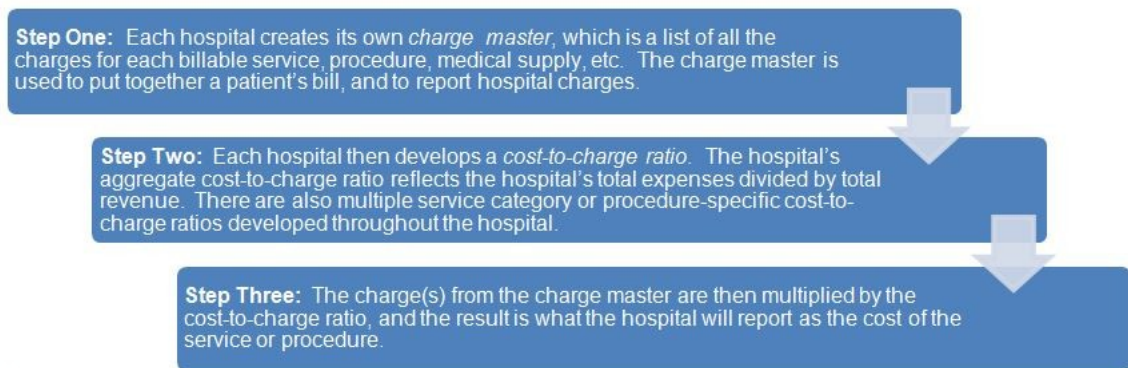 Step One: Each hospital creates its own charge master, which is a list of all the
charges for each billable service, procedure, medical supply, etc. The charge master is
used to put together a patient's bill, and to report hospital charges.
Step Two: Each hospital then develops a cost-to-charge ratio. The hospital's
aggregate cost-to-charge ratio reflects the hospital's total expenses divided by total
revenue. There are also multiple service category or procedure-specific cost-to-
charge ratios developed throughout the hospital.
Step Three: The charge(s) from the charge master are then multiplied by the
cost-to-charge ratio, and the result is what the hospital will report as the cost of the
service or procedure.